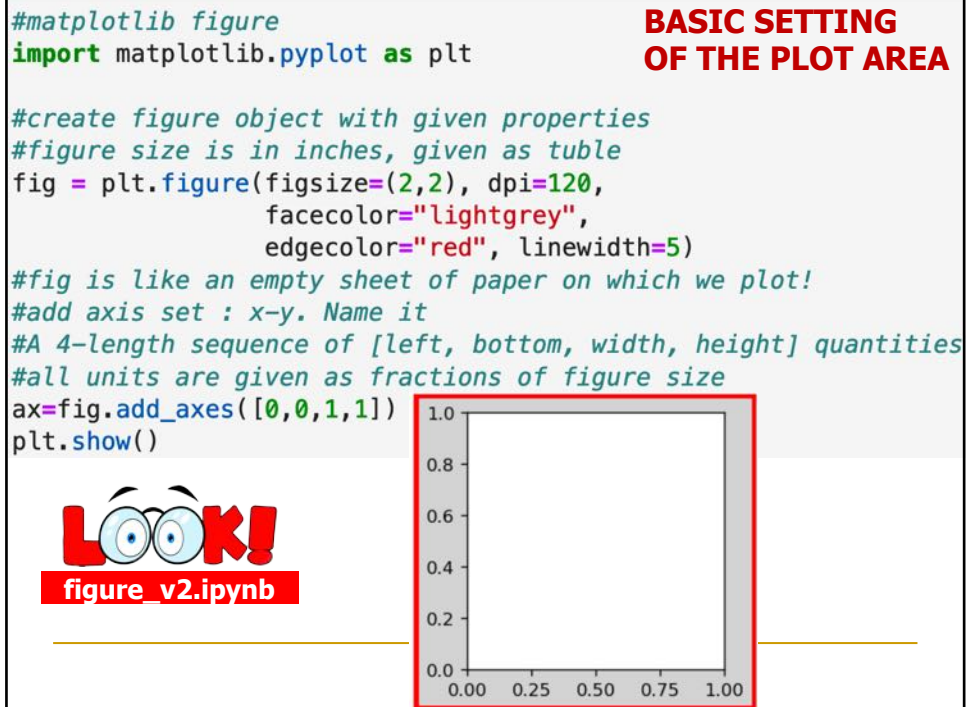 #matplotlib figure
import matplotlib.pyplot as plt
BASIC SETTING
OF THE PLOT AREA
#create figure object with given properties
#figure size is in inches, given as tuble
fig = plt.figure(figsize=(2,2), dpi=120,
                 facecolor="lightgrey",
                 edgecolor="red", linewidth=5)
#fig is like an empty sheet of paper on which we plot!
#add axis set : x-y. Name it
#A 4-length sequence of [left, bottom, width, height] quantities
#all units are given as fractions of figure size
ax=fig.add_axes([0,0,1,1])
plt.show()
LOOK!
figure_v2.ipynb
1.0
0.8
0.6
0.4
0.2
0.0
0.00 0.25 0.50 0.75 1.00